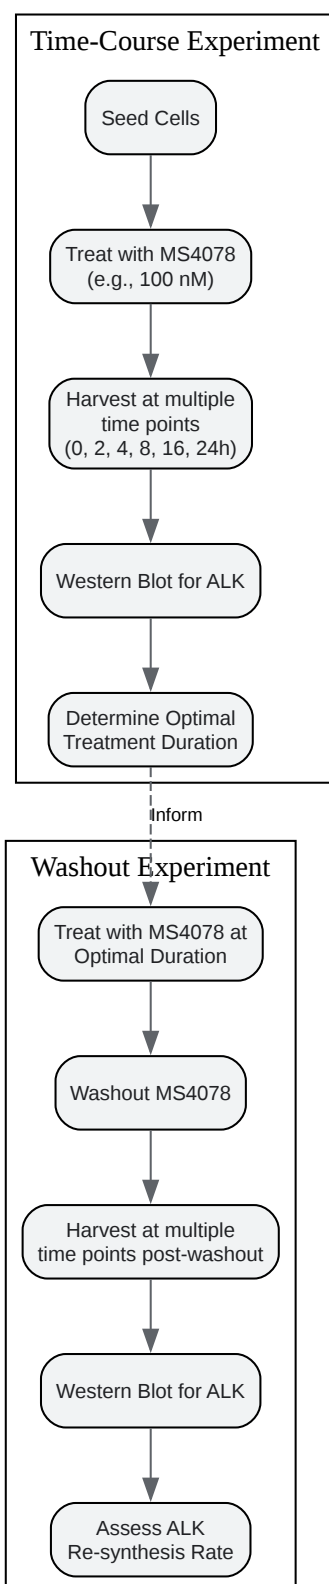 Time-Course Experiment
Seed Cells
Treat with MS4078
(e.g., 100 nM)
Harvest at multiple
time points
(0, 2, 4, 8, 16, 24h)
Western Blot for ALK
Determine Optimal
Treatment Duration
Inform
Washout Experiment
Treat with MS4078 at
Optimal Duration
Washout MS4078
Harvest at multiple
time points post-washout
Western Blot for ALK
Assess ALK
Re-synthesis Rate